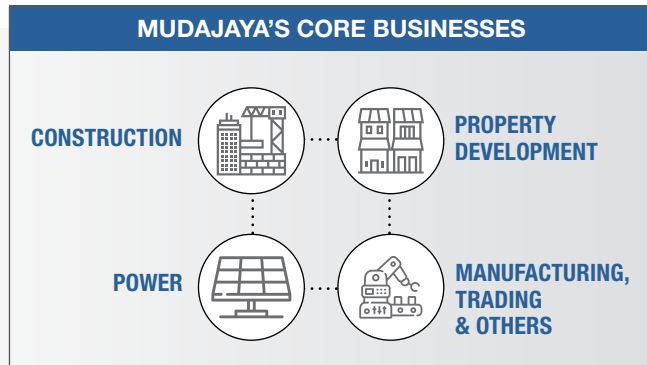 MUDAJAYA'S CORE BUSINESSES
CONSTRUCTION
PROPERTY
DEVELOPMENT
POWER
MANUFACTURING,
TRADING
& OTHERS